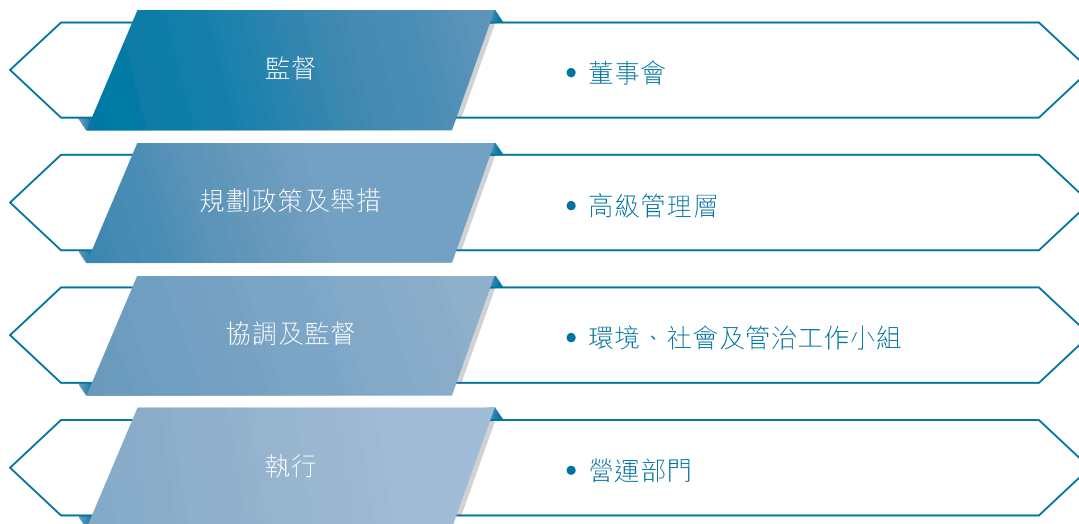 監督
• 董事會
規劃政策及舉措
• 高級管理層
協調及監督
• 環境、社會及管治工作小組
執行
• 營運部門